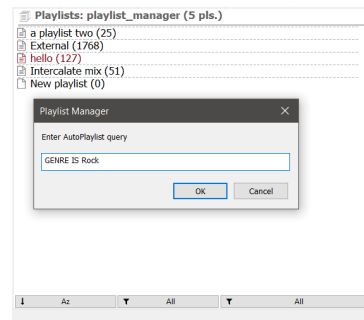 Playlists: playlist_manager (5 pls.)
a playlist two (25)
External (1768)
hello (127)
Intercalate mix (51)
New playlist (0)
Playlist Manager
Enter AutoPlaylist query
GENRE IS Rock
OK Cancel
Az All All